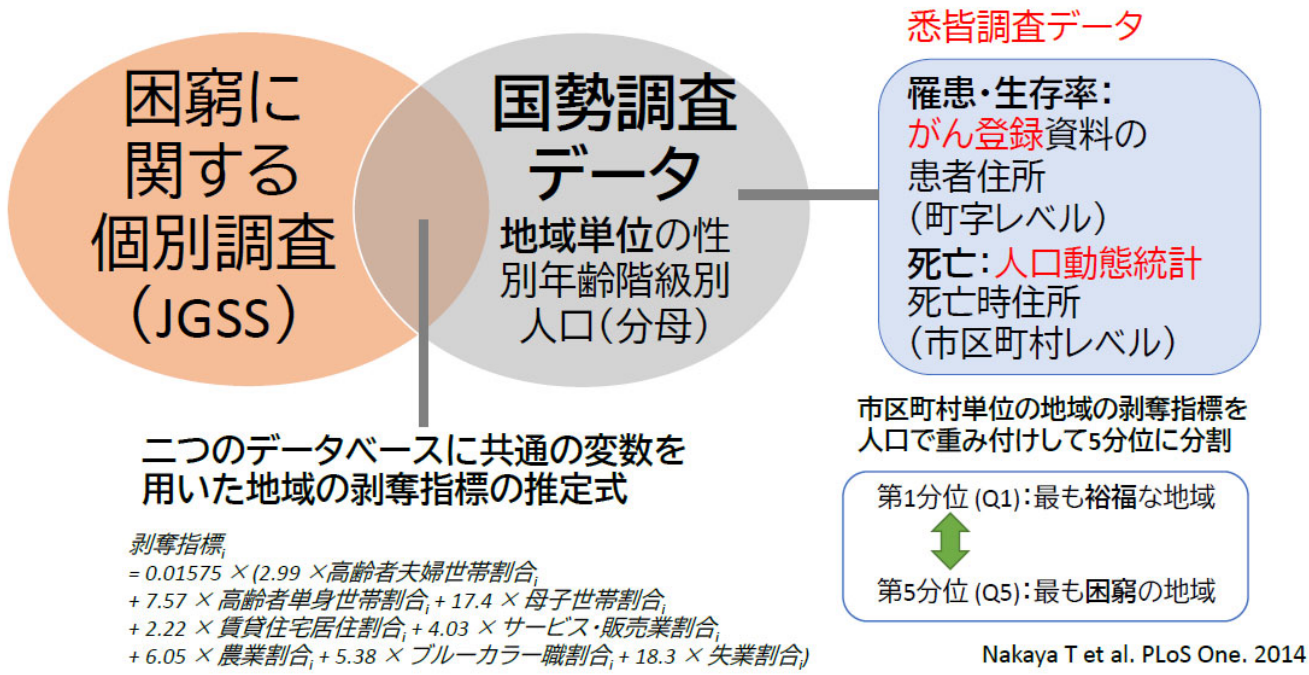 困窮に
関する
個別調査
(JGSS)
国勢調査
データ
地域単位の性
別年齢階級別
人口(分母)
悉皆調査データ
罹患・生存率:
がん登録資料の
患者住所
(町字レベル)
死亡:人口動態統計
死亡時住所
(市区町村レベル)
二つのデータベースに共通の変数を
用いた地域の剥奪指標の推定式
剥奪指標i
= 0.01575 × (2.99 ×高齢者夫婦世帯割合i
+ 7.57 × 高齢者単身世帯割合i + 17.4 × 母子世帯割合i
+ 2.22 × 賃貸住宅居住割合i + 4.03 × サービス・販売業割合i
+ 6.05 × 農業割合i + 5.38 × ブルーカラー職割合i + 18.3 × 失業割合i)
市区町村単位の地域の剥奪指標を
人口で重み付けして5分位に分割
第1分位 (Q1):最も裕福な地域
第5分位 (Q5):最も困窮の地域
Nakaya T et al. PLoS One. 2014